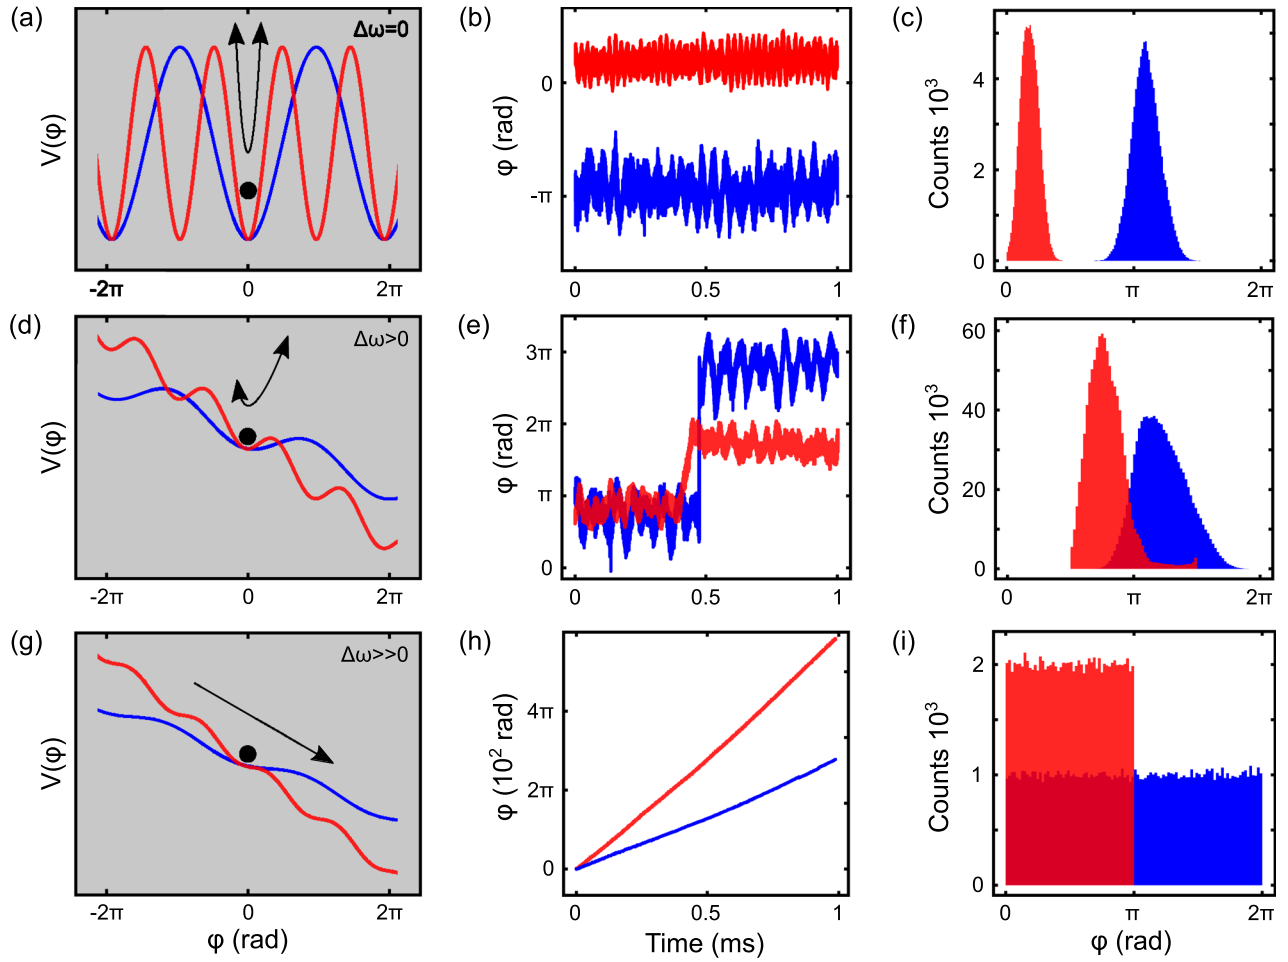 (a)
Δω=0
V(φ)
-2π
0
2π
(b)
φ (rad)
0
-π
0
0.5
1
(c)
Counts 10³
4
2
0
0
π
2π
(d)
Δω>0
V(φ)
-2π
0
2π
(e)
φ (rad)
3π
2π
π
0
0
0.5
1
(f)
Counts 10³
60
40
20
0
0
π
2π
(g)
Δω>>0
V(φ)
-2π
0
2π
φ (rad)
(h)
φ (10² rad)
4π
2π
0
0
0.5
1
Time (ms)
(i)
Counts 10³
2
1
0
0
π
2π
φ (rad)